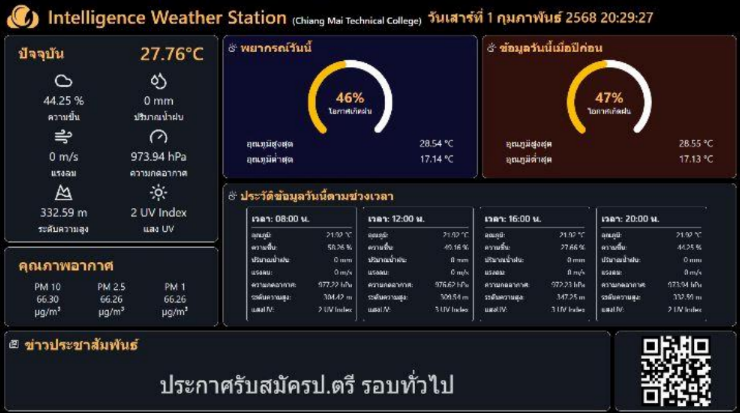 Intelligence Weather Station (Chiang Mai Technical College) วันเสาร์ที่ 1 กุมภาพันธ์ 2568 20:29:27
ปัจจุบัน 27.76°C
44.25 %
ความชื้น
0 mm
ปริมาณน้ำฝน
0 m/s
แรงลม
973.94 hPa
ความกดอากาศ
332.59 m
ระดับความสูง
2 UV Index
แสง UV
พยากรณ์วันนี้
46%
โอกาสเกิดฝน
อุณหภูมิสูงสุด 28.54 °C
อุณหภูมิต่ำสุด 17.14 °C
ข้อมูลวันนี้เมื่อปีก่อน
47%
โอกาสเกิดฝน
อุณหภูมิสูงสุด 28.55 °C
อุณหภูมิต่ำสุด 17.13 °C
ประวัติข้อมูลวันนี้ตามช่วงเวลา
เวลา: 08:00 น.
อุณหภูมิ: 21.92 °C
ความชื้น: 58.26 %
ปริมาณน้ำฝน: 0 mm
แรงลม: 0 m/s
ความกดอากาศ: 977.22 hPa
ระดับความสูง: 304.42 m
แสงUV: 2 UV Index
เวลา: 12:00 น.
อุณหภูมิ: 21.92 °C
ความชื้น: 49.16 %
ปริมาณน้ำฝน: 0 mm
แรงลม: 0 m/s
ความกดอากาศ: 976.62 hPa
ระดับความสูง: 309.54 m
แสงUV: 3 UV Index
เวลา: 16:00 น.
อุณหภูมิ: 21.92 °C
ความชื้น: 27.66 %
ปริมาณน้ำฝน: 0 mm
แรงลม: 0 m/s
ความกดอากาศ: 972.23 hPa
ระดับความสูง: 347.25 m
แสงUV: 3 UV Index
เวลา: 20:00 น.
อุณหภูมิ: 21.92 °C
ความชื้น: 44.25 %
ปริมาณน้ำฝน: 0 mm
แรงลม: 0 m/s
ความกดอากาศ: 973.94 hPa
ระดับความสูง: 332.59 m
แสงUV: 2 UV Index
คุณภาพอากาศ
PM 10 PM 2.5 PM 1
66.30 66.26 66.26
µg/m³ µg/m³ µg/m³
ข่าวประชาสัมพันธ์
ประกาศรับสมัครป.ตรี รอบทั่วไป